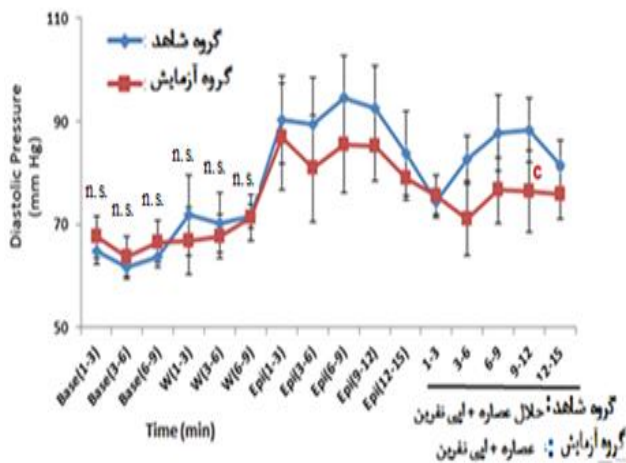 110
90
70
50
Diastolic Pressure
(mm Hg)
گروه شاهد :
گروه آزمایش :
n.s.
n.s.
n.s.
n.s.
n.s.
n.s.
c
Base(1-3)
Base(3-6)
Base(6-9)
W(1-3)
W(3-6)
W(6-9)
Epi(1-3)
Epi(3-6)
Epi(6-9)
Epi(9-12)
Epi(12-15)
1-3
3-6
6-9
9-12
12-15
Time (min)
گروه شاهد : حلال عصاره + اپی نفرین
گروه آزمایش : عصاره + اپی نفرین